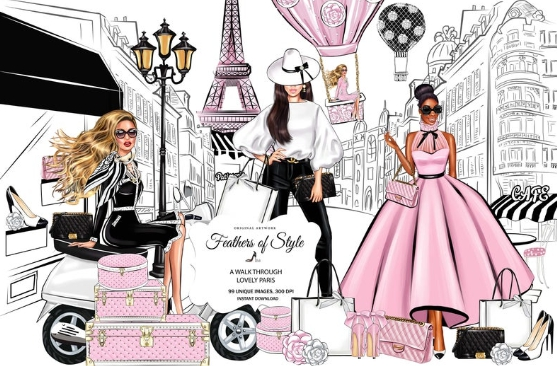 ORIGINAL ARTWORK
Feathers of Style
A WALK THROUGH
LOVELY PARIS
99 UNIQUE IMAGES, 300 DPI
INSTANT DOWNLOAD
CAFE